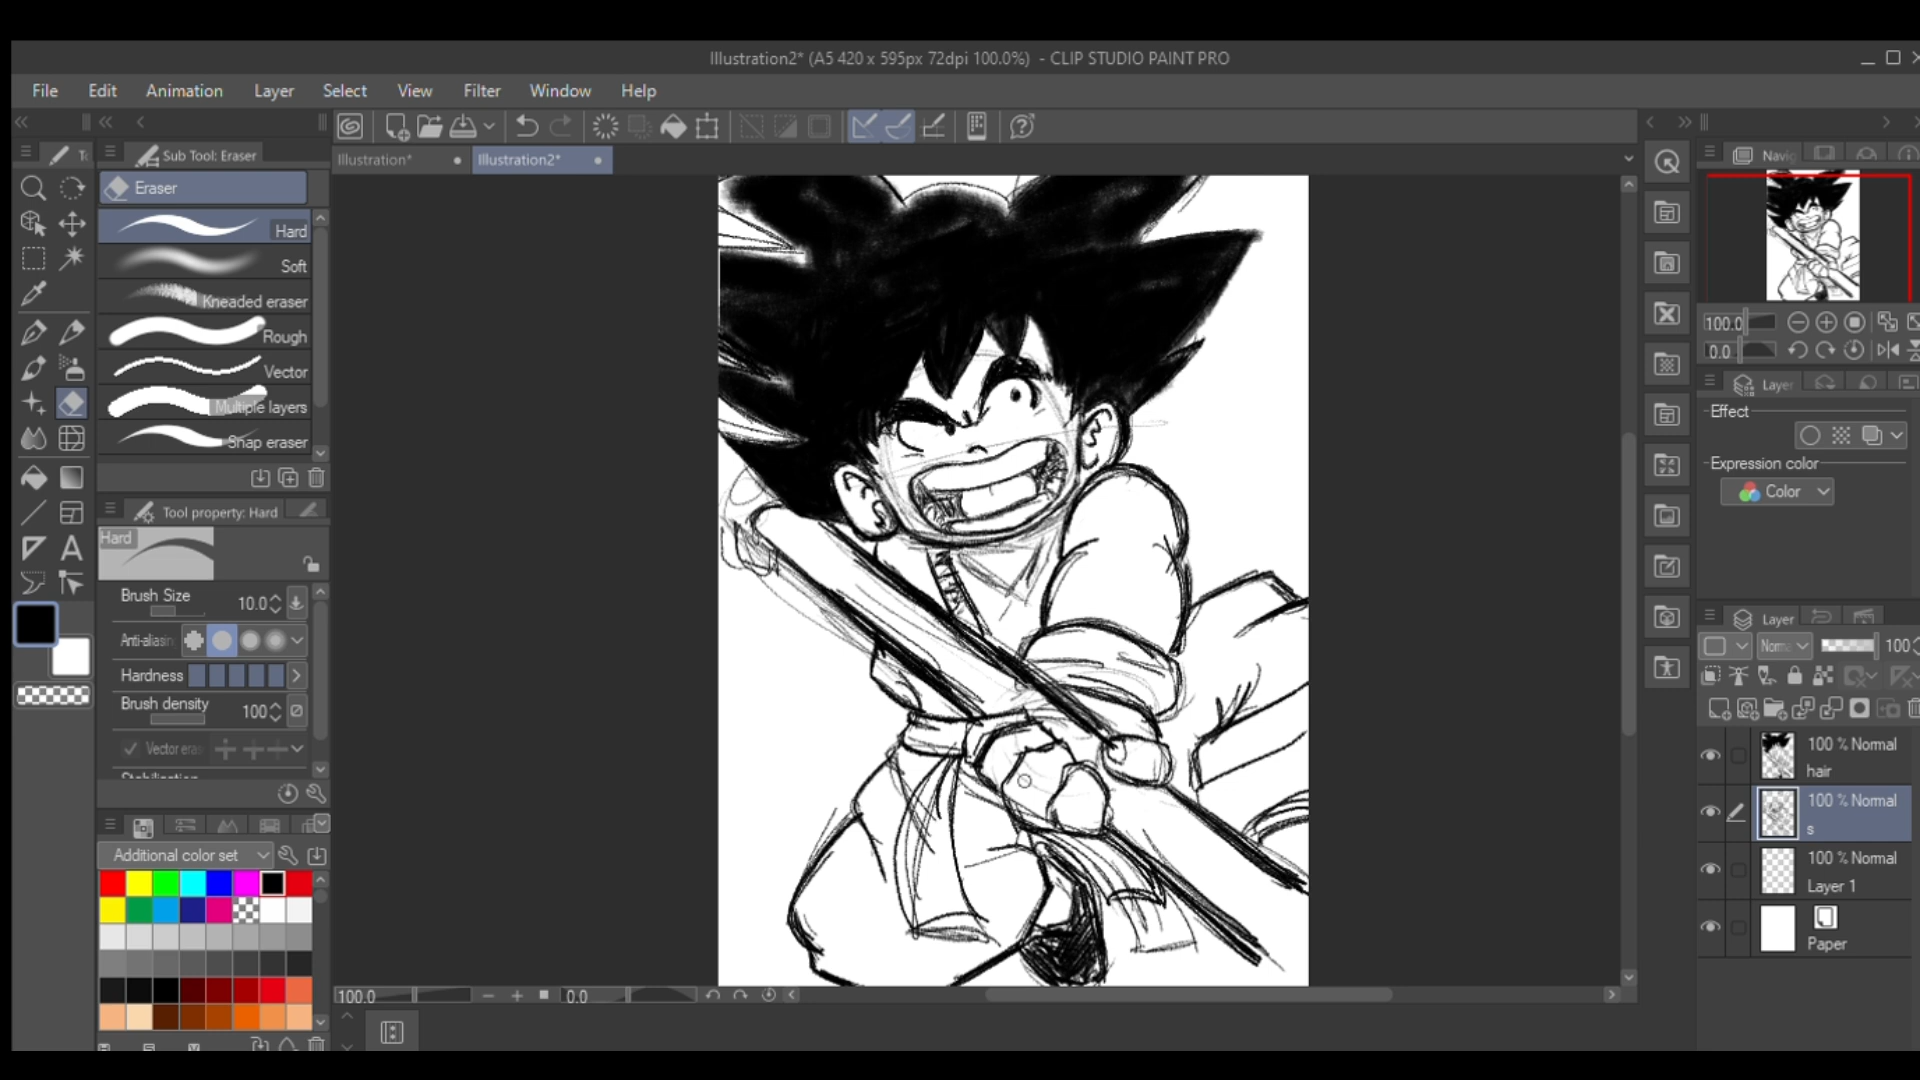 Illustration2* (A5 420 x 595px 72dpi 100.0%) - CLIP STUDIO PAINT PRO
File Edit Animation Layer Select View Filter Window Help
Sub Tool: Eraser
Illustration*
Illustration2*
Navig
Eraser
Hard
Soft
Kneaded eraser
Rough
Vector
Multiple layers
Snap eraser
100.0
0.0
Layer
Effect
Expression color
Color
Tool property: Hard
Hard
Brush Size 10.0
Anti-aliasin
Hardness
Brush density 100
Vector era
Stabilization
Layer
Norm 100
100 % Normal
hair
100 % Normal
s
100 % Normal
Layer 1
Paper
Additional color set
100.0 0.0